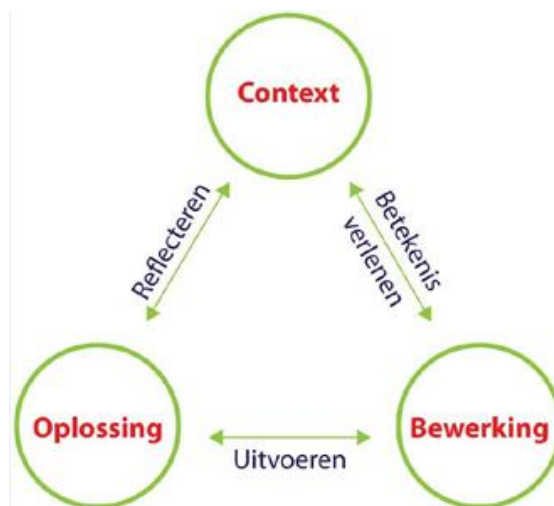 Context
Reflecteren
Betekenis
verlenen
Oplossing
Bewerking
Uitvoeren